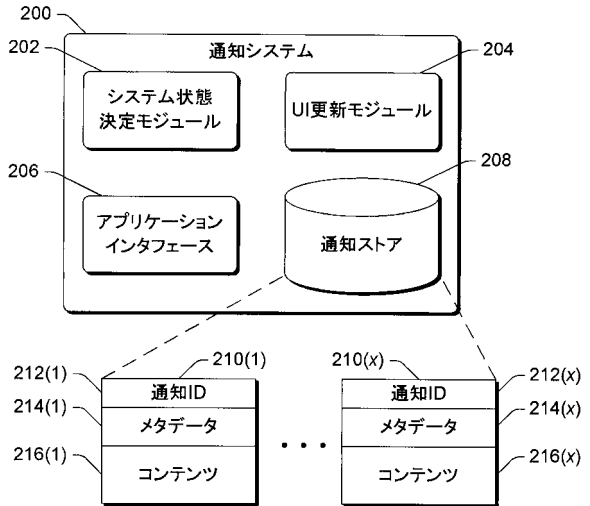 200
通知システム
202
204
システム状態
決定モジュール
UI更新モジュール
206
208
アプリケーション
インタフェース
通知ストア
210(1)
210(x)
212(1)
通知ID
通知ID
212(x)
214(1)
メタデータ
メタデータ
214(x)
216(1)
コンテンツ
• • •
コンテンツ
216(x)